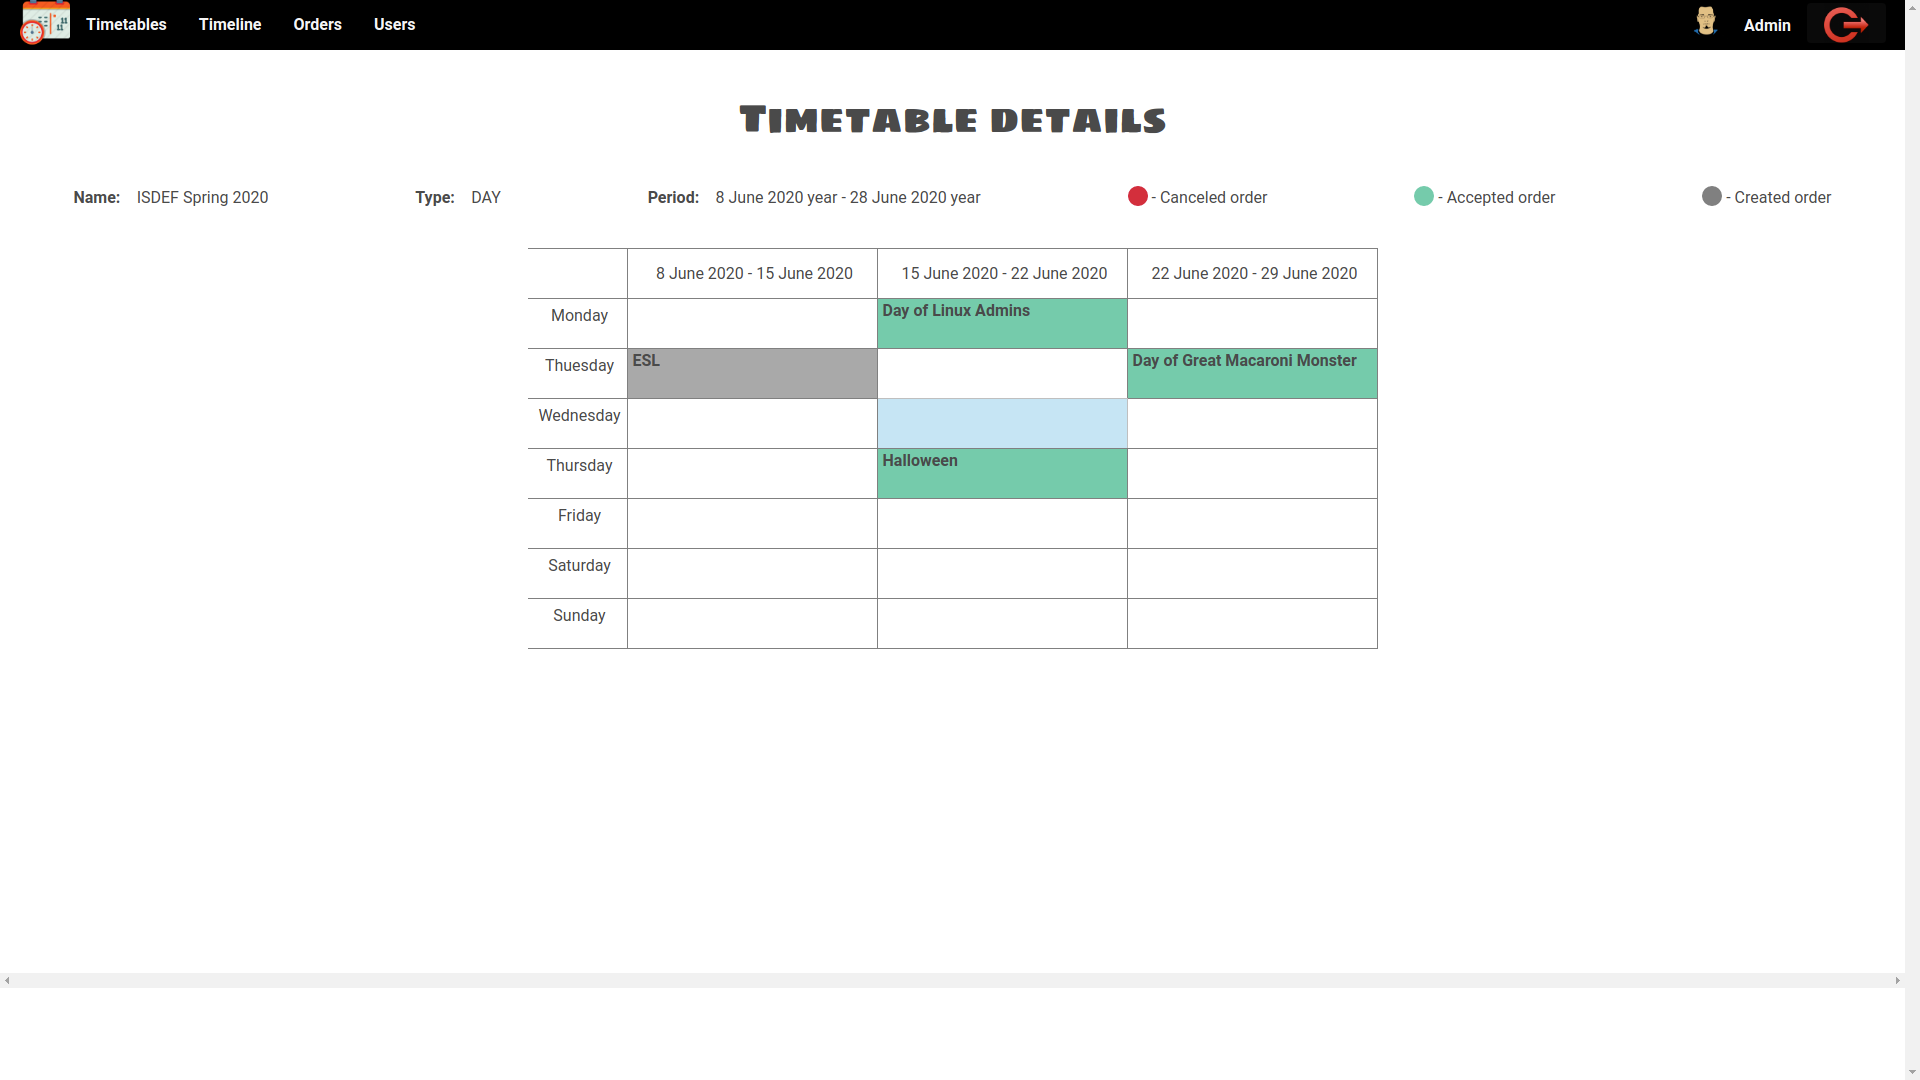 Timetables Timeline Orders Users Admin
Timetable details
Name: ISDEF Spring 2020 Type: DAY Period: 8 June 2020 year - 28 June 2020 year - Canceled order - Accepted order - Created order
8 June 2020 - 15 June 2020 15 June 2020 - 22 June 2020 22 June 2020 - 29 June 2020
Monday Day of Linux Admins
Thuesday ESL Day of Great Macaroni Monster
Wednesday
Thursday Halloween
Friday
Saturday
Sunday